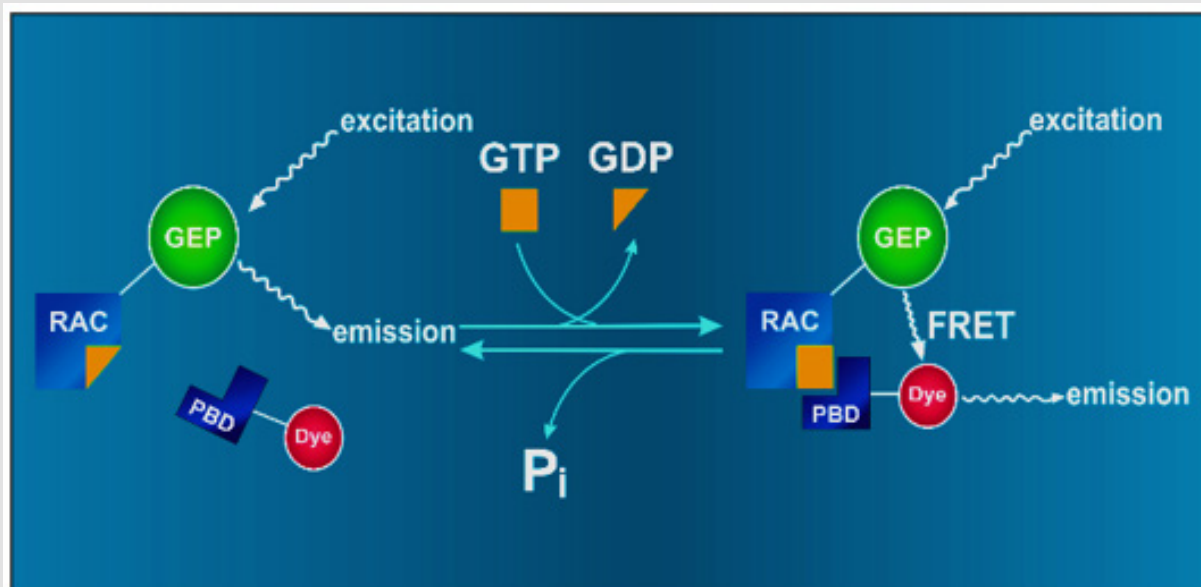 excitation
GEP
RAC
emission
PBD
Dye
GTP GDP
Pi
excitation
GEP
RAC
FRET
PBD
Dye
emission